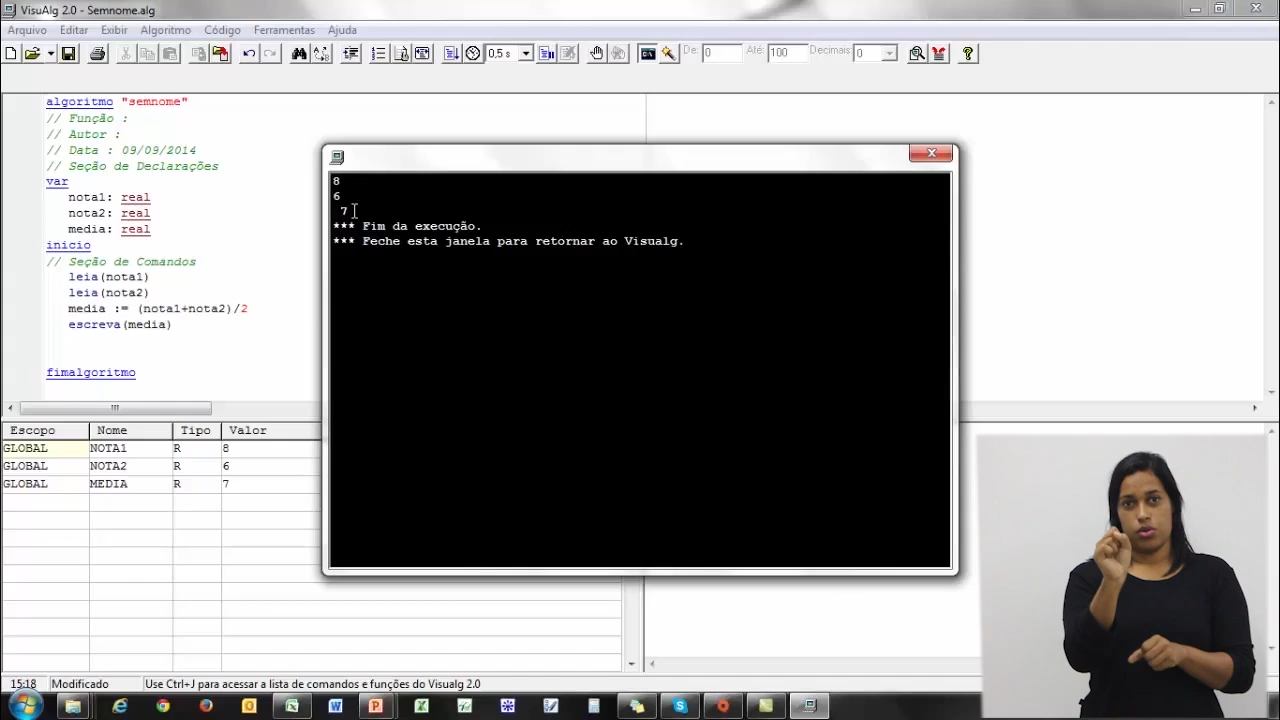 VisuAlg 2.0 - Semnome.alg
Arquivo Editar Exibir Algoritmo Código Ferramentas Ajuda
0,5 s De: 0 Até: 100 Decimais: 0
algoritmo "semnome"
// Função :
// Autor :
// Data : 09/09/2014
// Seção de Declarações
var
nota1: real
nota2: real
media: real
inicio
// Seção de Comandos
leia(nota1)
leia(nota2)
media := (nota1+nota2)/2
escreva(media)
fimalgoritmo
8
6
7
*** Fim da execução.
*** Feche esta janela para retornar ao Visualg.
Escopo Nome Tipo Valor
GLOBAL NOTA1 R 8
GLOBAL NOTA2 R 6
GLOBAL MEDIA R 7
15:18 Modificado Use Ctrl+J para acessar a lista de comandos e funções do Visualg 2.0